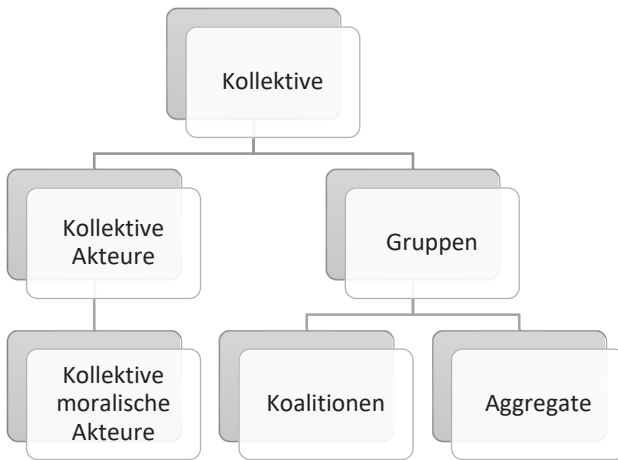 Kollektive
Kollektive
Akteure
Gruppen
Kollektive
moralische
Akteure
Koalitionen
Aggregate